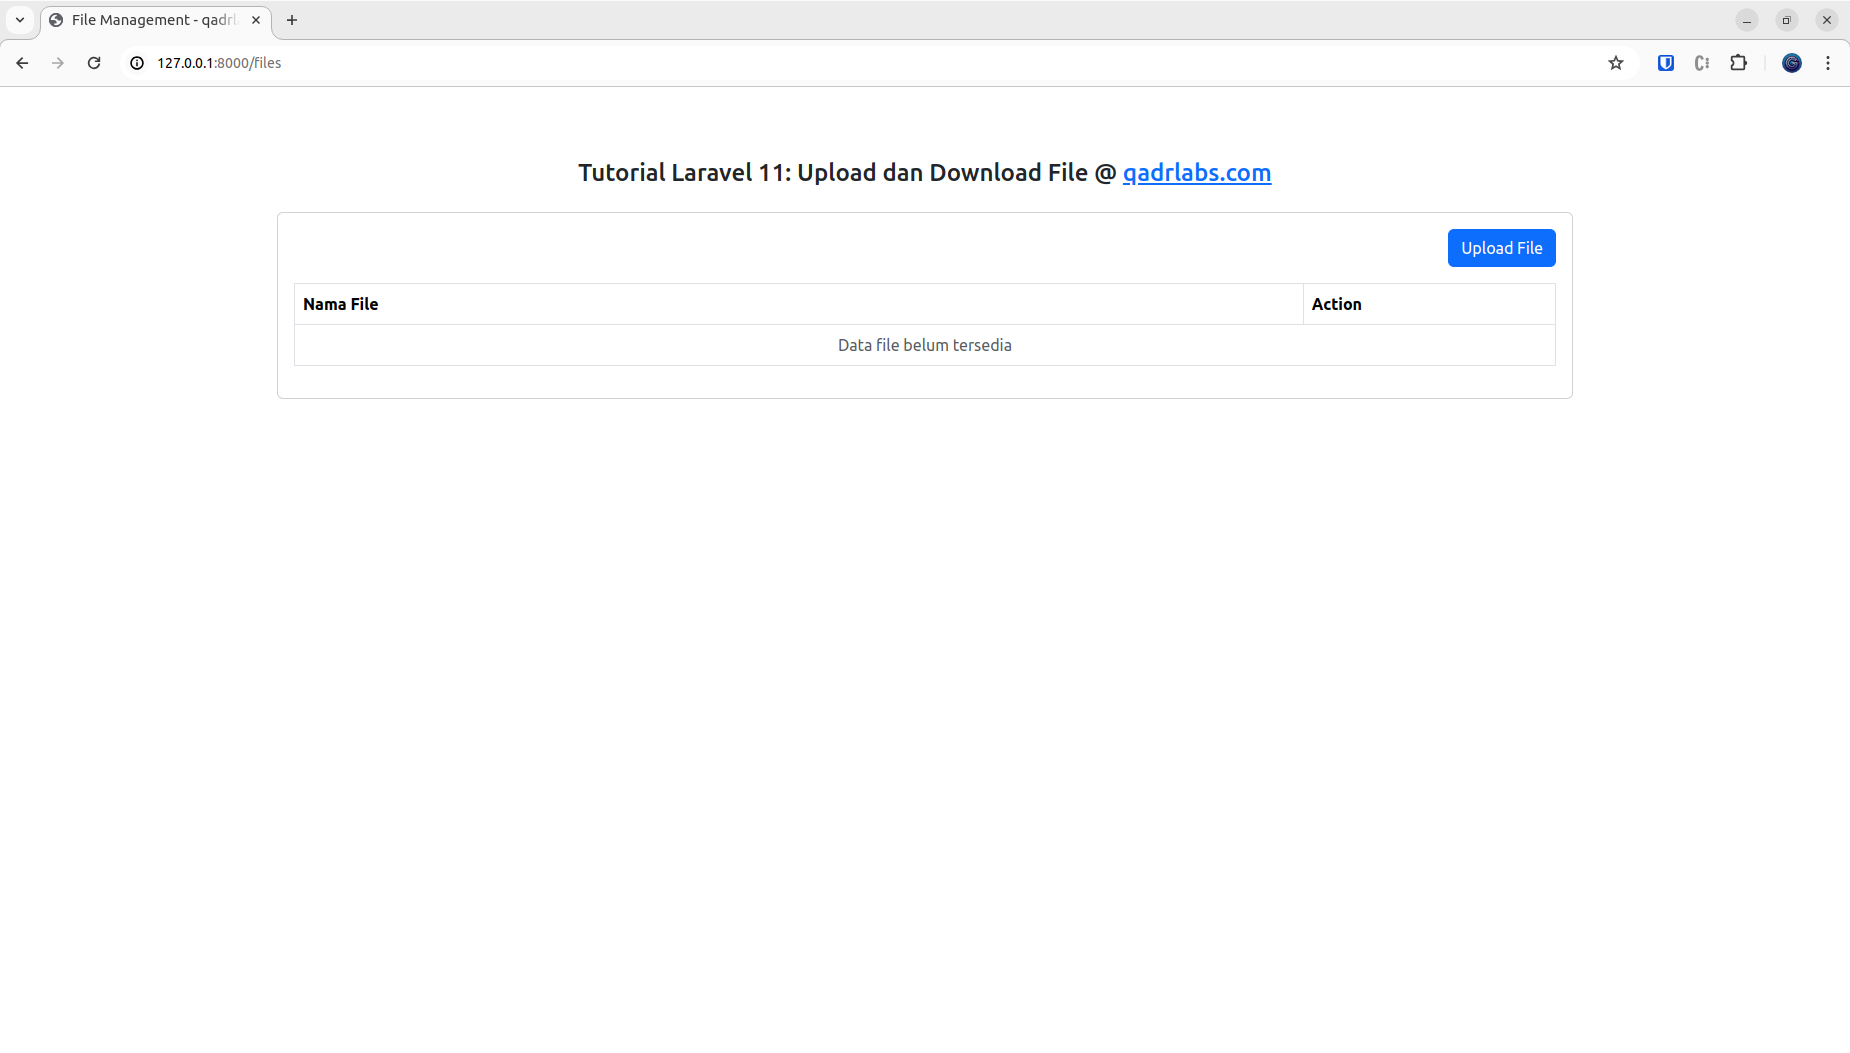 File Management - qadrl
127.0.0.1:8000/files
Tutorial Laravel 11: Upload dan Download File @ qadrlabs.com
Upload File
Nama File Action
Data file belum tersedia